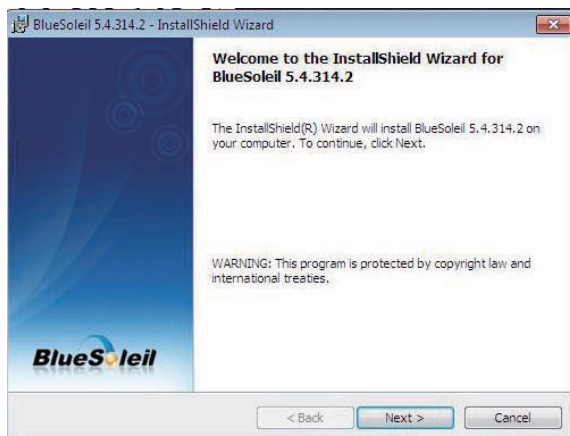 BlueSoleil 5.4.314.2 - InstallShield Wizard
Welcome to the InstallShield Wizard for
BlueSoleil 5.4.314.2
The InstallShield(R) Wizard will install BlueSoleil 5.4.314.2 on
your computer. To continue, click Next.
WARNING: This program is protected by copyright law and
international treaties.
BlueSoleil
< Back
Next >
Cancel